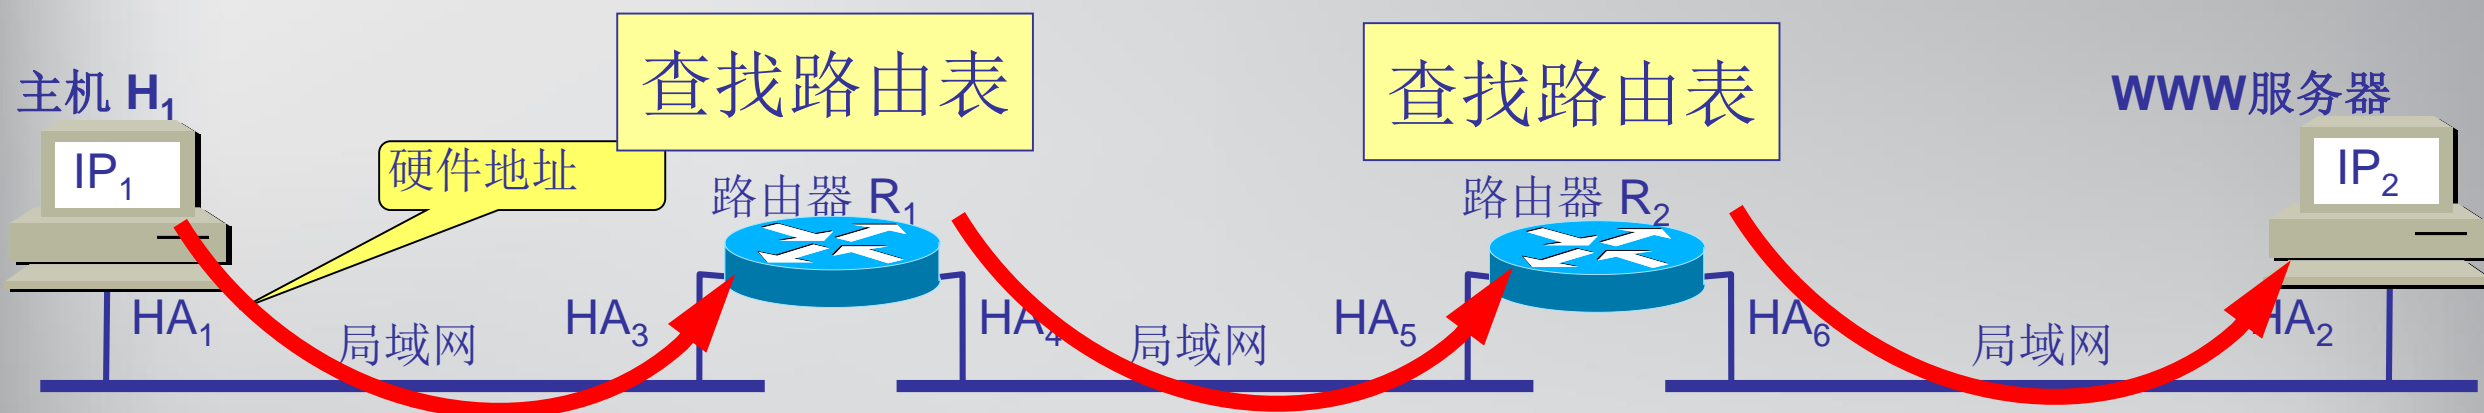 查找路由表
查找路由表
主机 H₁
WWW服务器
IP₁
硬件地址
路由器 R₁
路由器 R₂
IP₂
HA₁
局域网
HA₃
HA₄
局域网
HA₅
HA₆
局域网
HA₂